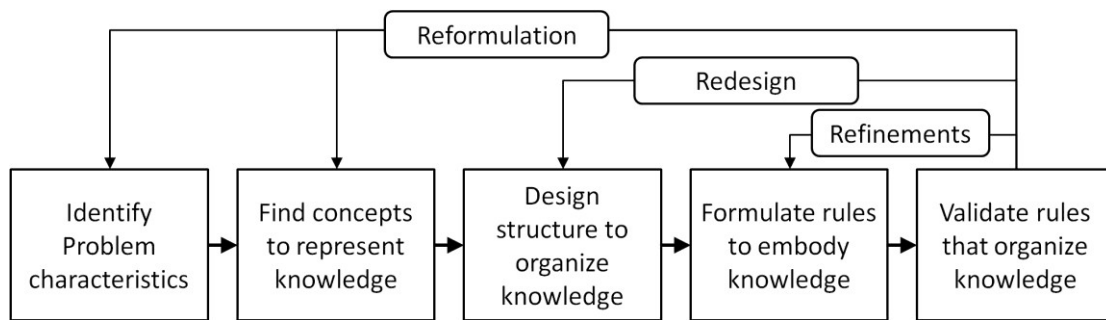 Reformulation
Redesign
Refinements
Identify
Problem
characteristics
Find concepts
to represent
knowledge
Design
structure to
organize
knowledge
Formulate rules
to embody
knowledge
Validate rules
that organize
knowledge